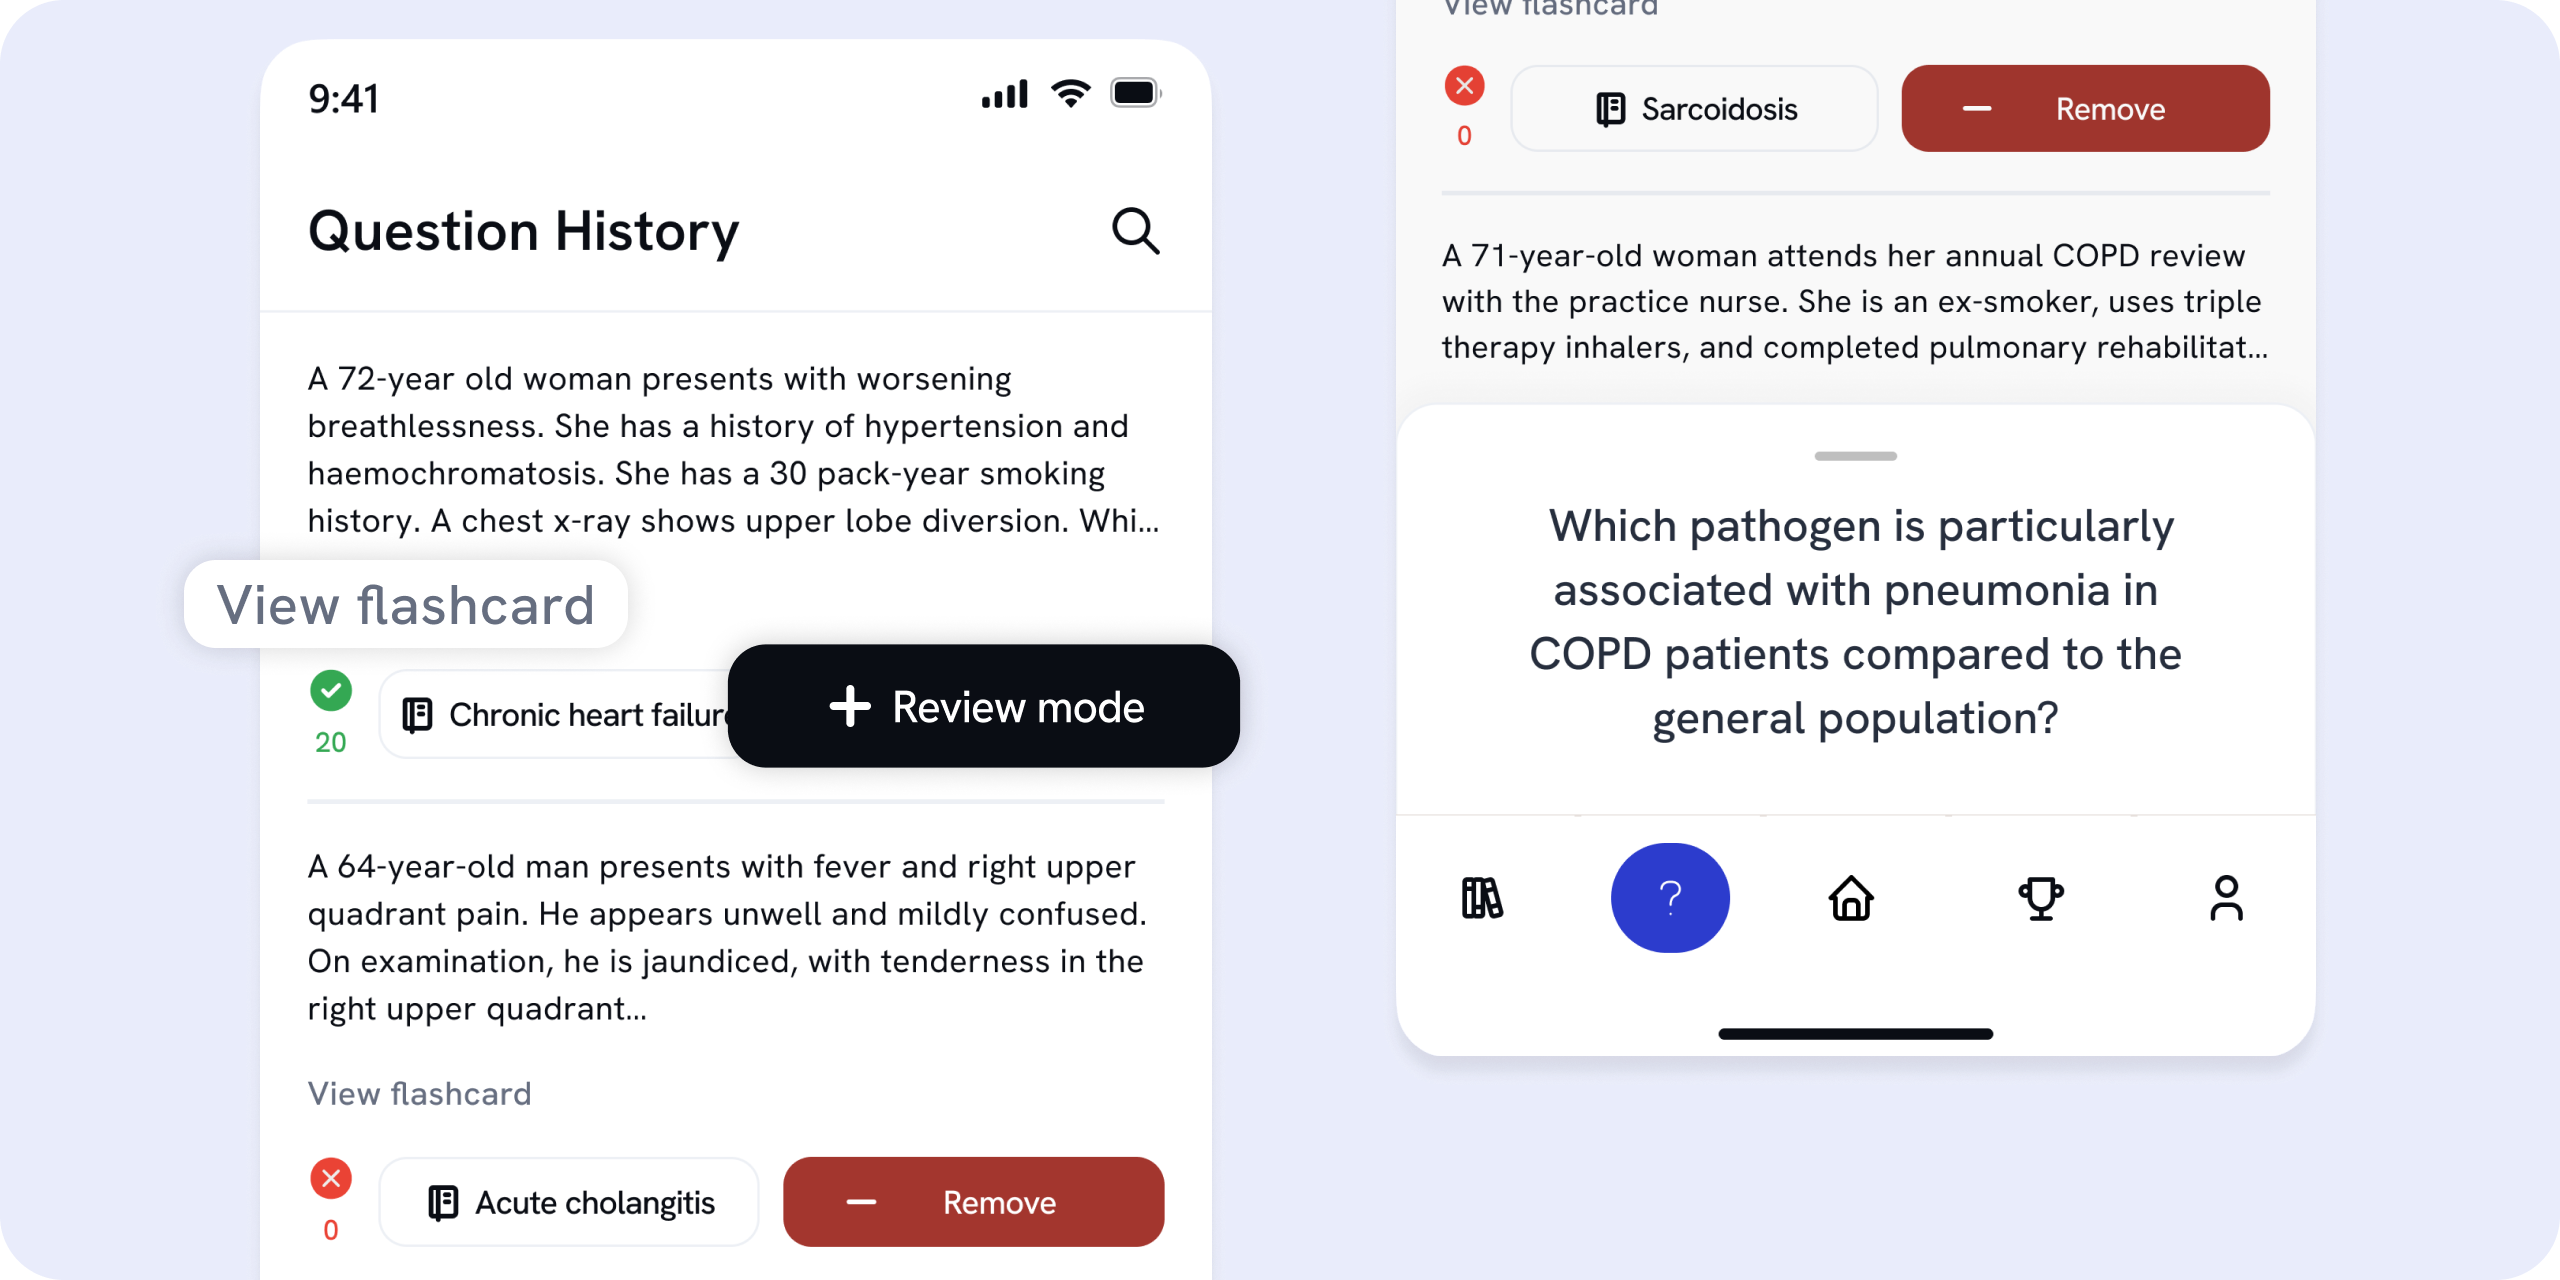 9:41
Question History
A 72-year old woman presents with worsening
breathlessness. She has a history of hypertension and
haemochromatosis. She has a 30 pack-year smoking
history. A chest x-ray shows upper lobe diversion. Whi...
View flashcard
20
Chronic heart failure
+ Review mode
A 64-year-old man presents with fever and right upper
quadrant pain. He appears unwell and mildly confused.
On examination, he is jaundiced, with tenderness in the
right upper quadrant...
View flashcard
0
Acute cholangitis
Remove
View flashcard
0
Sarcoidosis
Remove
A 71-year-old woman attends her annual COPD review
with the practice nurse. She is an ex-smoker, uses triple
therapy inhalers, and completed pulmonary rehabilitat...
Which pathogen is particularly
associated with pneumonia in
COPD patients compared to the
general population?
?